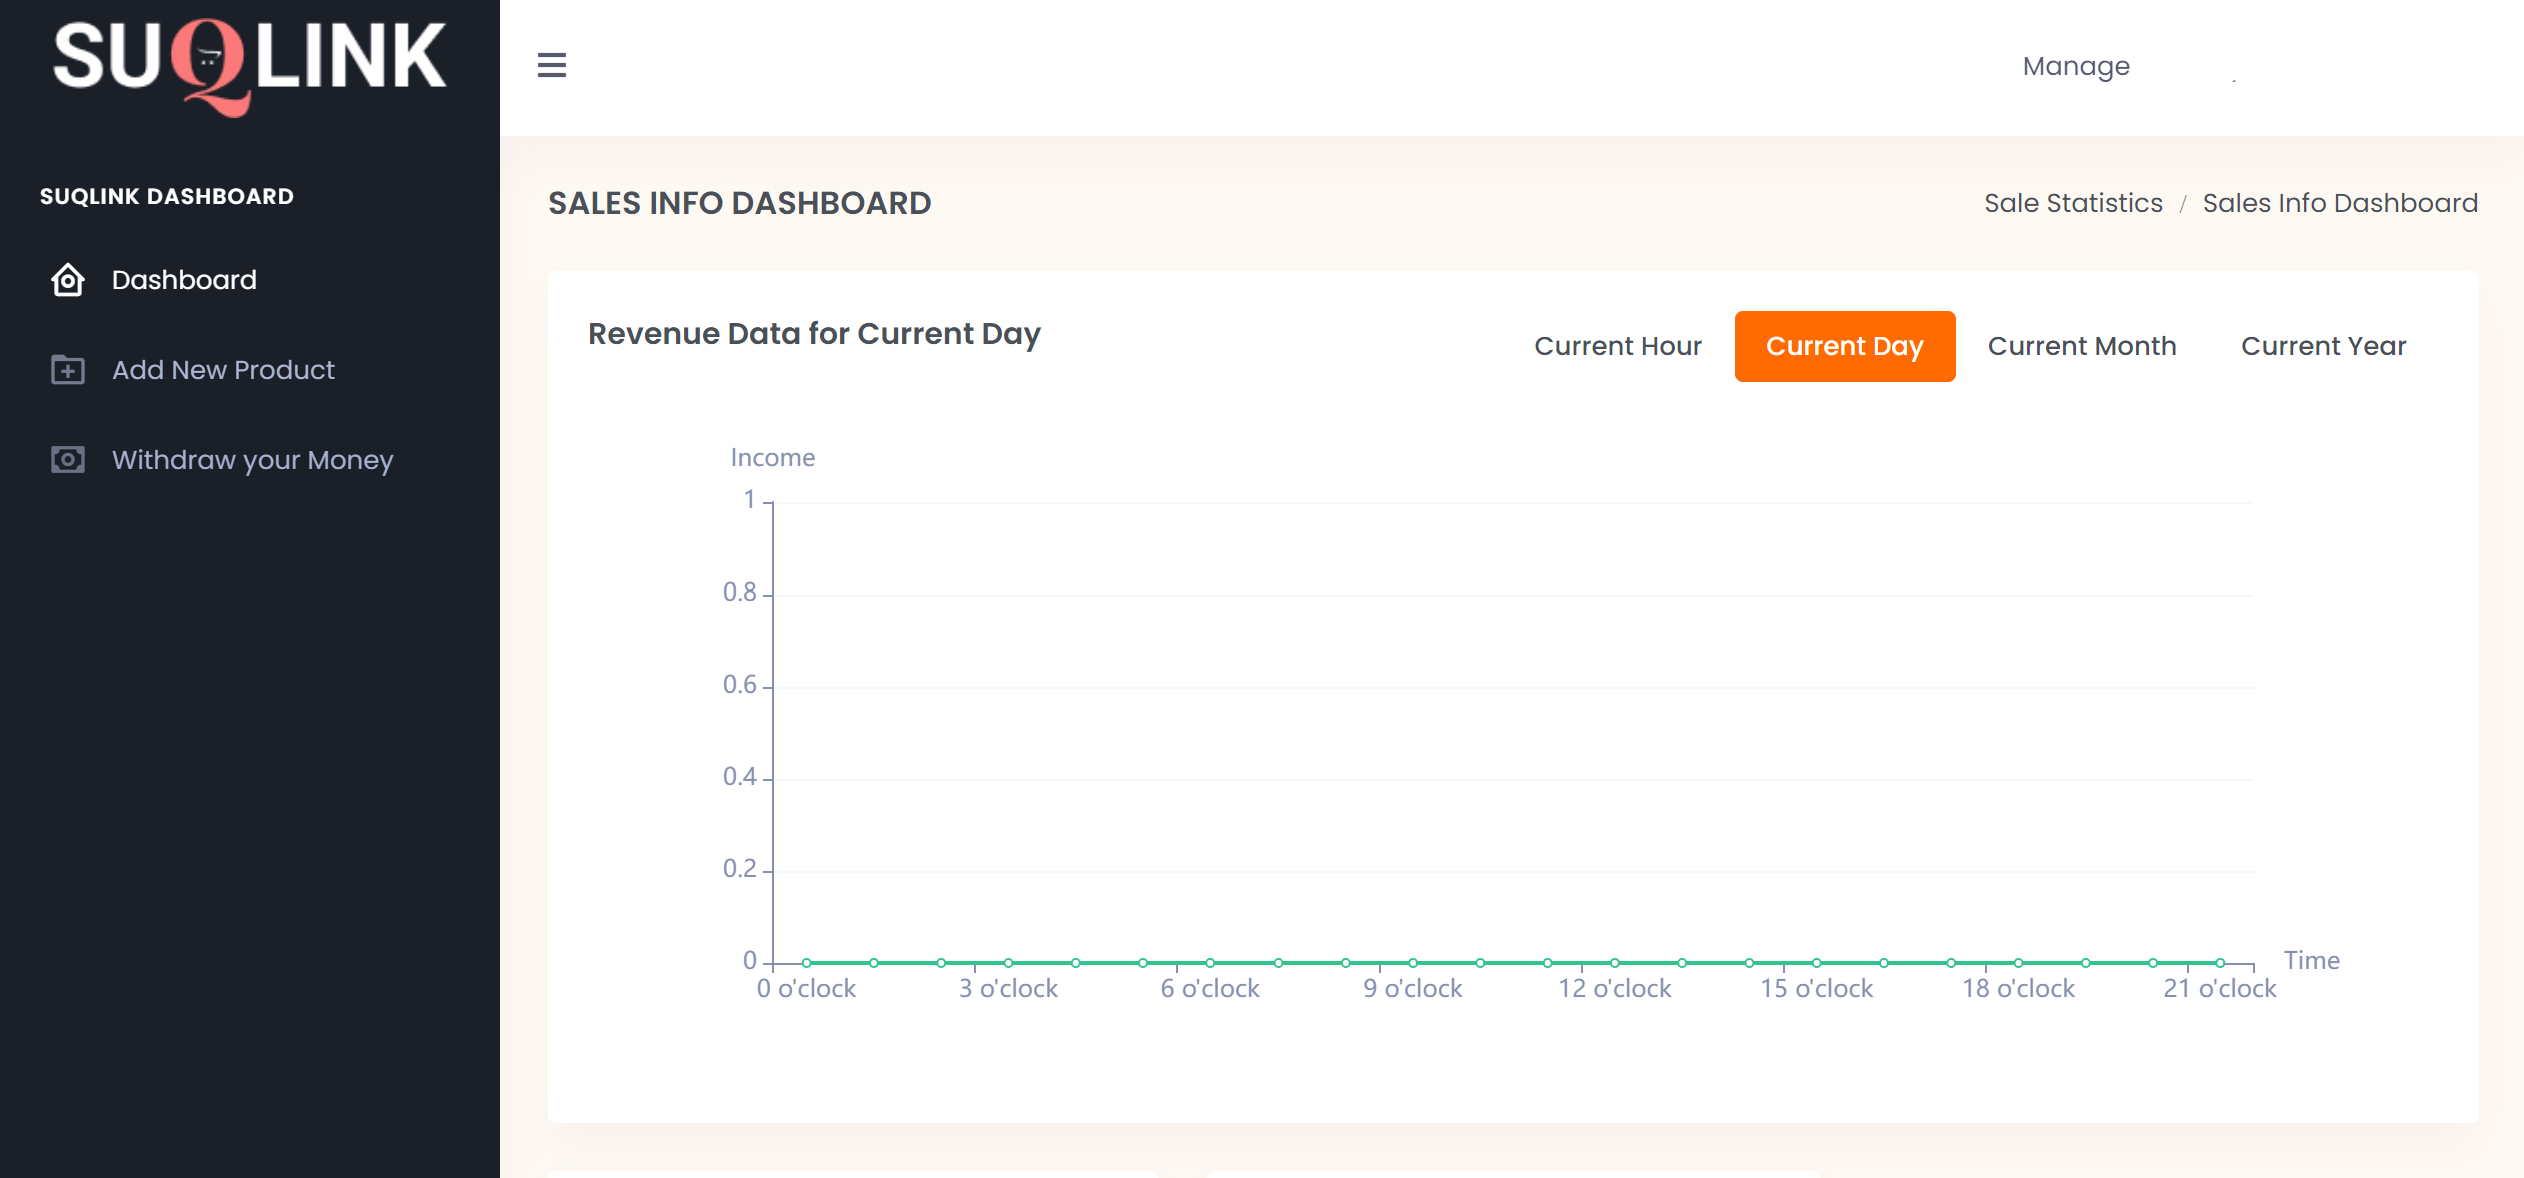 SUQLINK
Manage
SUQLINK DASHBOARD
Dashboard
Add New Product
Withdraw your Money
SALES INFO DASHBOARD
Sale Statistics / Sales Info Dashboard
Revenue Data for Current Day
Current Hour Current Day Current Month Current Year
Income
1
0.8
0.6
0.4
0.2
0
Time
0 o'clock 3 o'clock 6 o'clock 9 o'clock 12 o'clock 15 o'clock 18 o'clock 21 o'clock